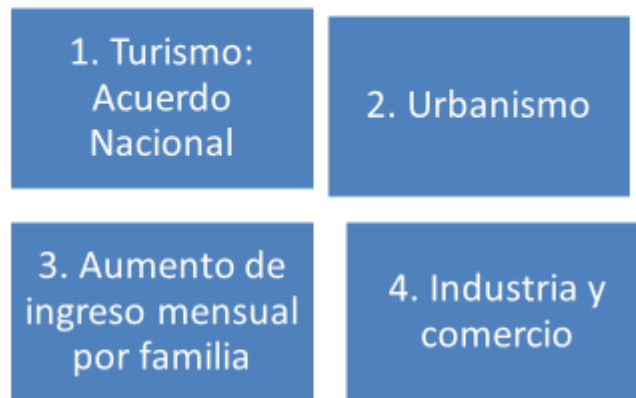 1. Turismo:
Acuerdo
Nacional
2. Urbanismo
3. Aumento de
ingreso mensual
por familia
4. Industria y
comercio